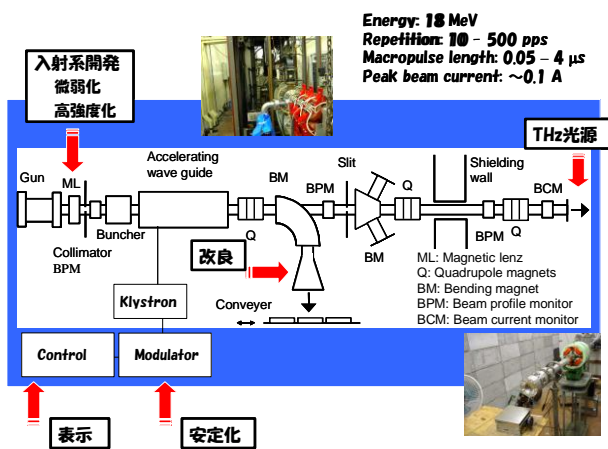 Energy: 18 MeV
Repetition: 10 – 500 pps
Macropulse length: 0.05 – 4 μs
Peak beam current: ～0.1 A
入射系開発
微弱化
高強度化
THz光源
Accelerating
wave guide
Slit
Shielding
wall
Gun
ML
BM
BPM
Q
BPM
BCM
Buncher
Collimator
BPM
Q
BM
BPM
Q
改良
ML: Magnetic lenz
Q: Quadrupole magnets
BM: Bending magnet
BPM: Beam profile monitor
BCM: Beam current monitor
Klystron
Conveyer
Control
Modulator
表示
安定化